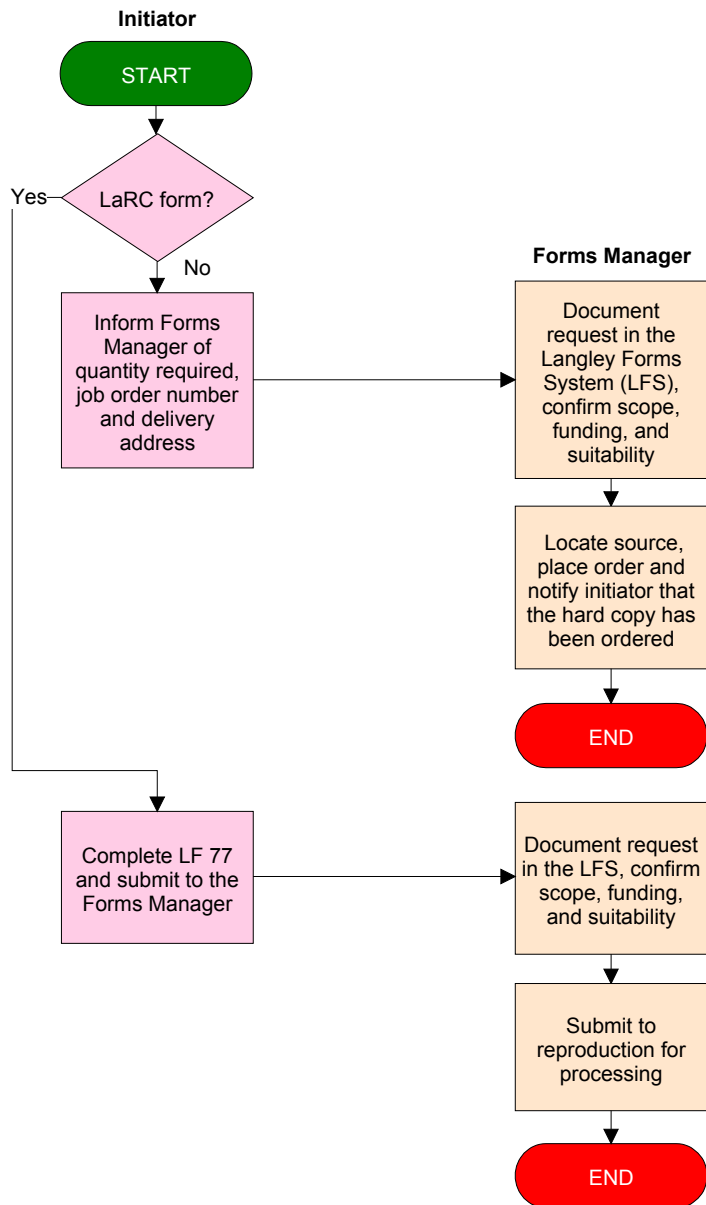 Initiator
START
LaRC form?
Yes
No
Inform Forms
Manager of
quantity required,
job order number
and delivery
address
Forms Manager
Document
request in the
Langley Forms
System (LFS),
confirm scope,
funding, and
suitability
Locate source,
place order and
notify initiator that
the hard copy has
been ordered
END
Complete LF 77
and submit to the
Forms Manager
Document request
in the LFS, confirm
scope, funding,
and suitability
Submit to
reproduction for
processing
END